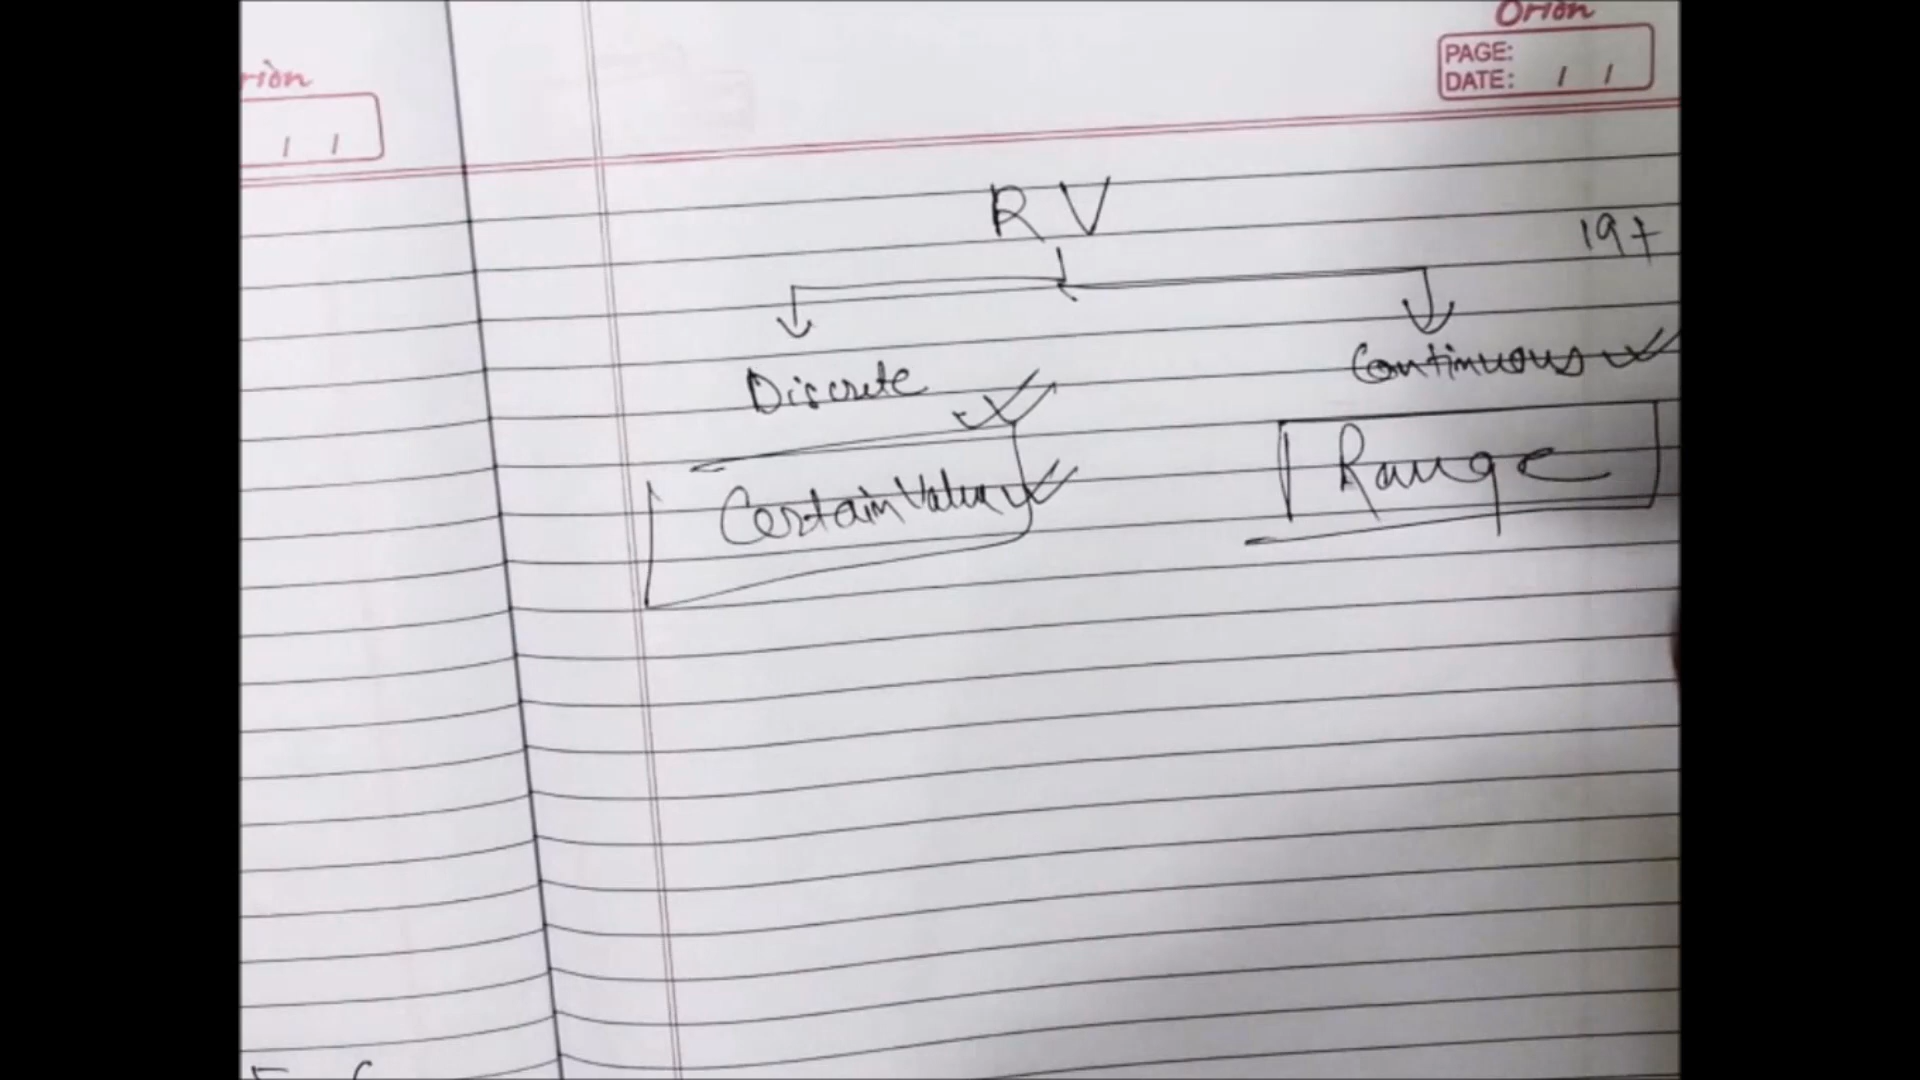 Orion
PAGE:
DATE: / /
rion
/ /
RV
197
Discrete
Continuous
Certain Value
Range